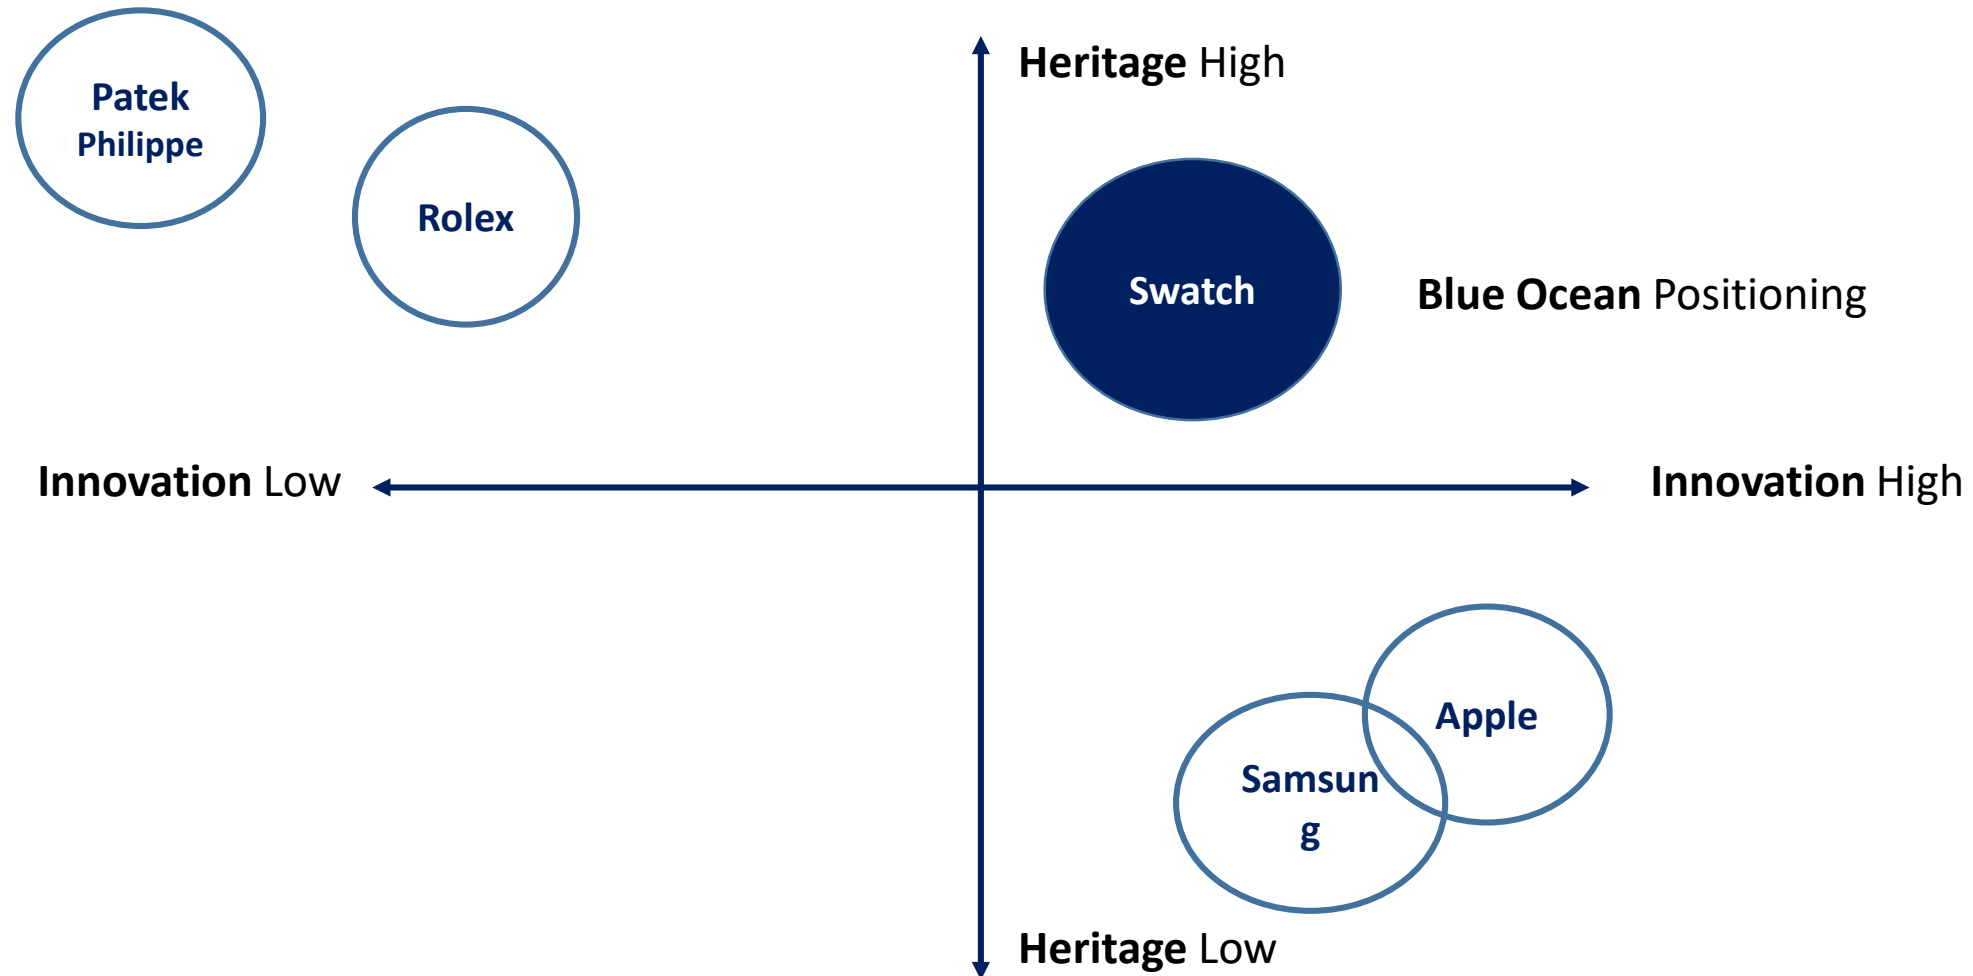 Heritage High
Patek
Philippe
Rolex
Swatch
Blue Ocean Positioning
Innovation Low
Innovation High
Apple
Samsun
g
Heritage Low